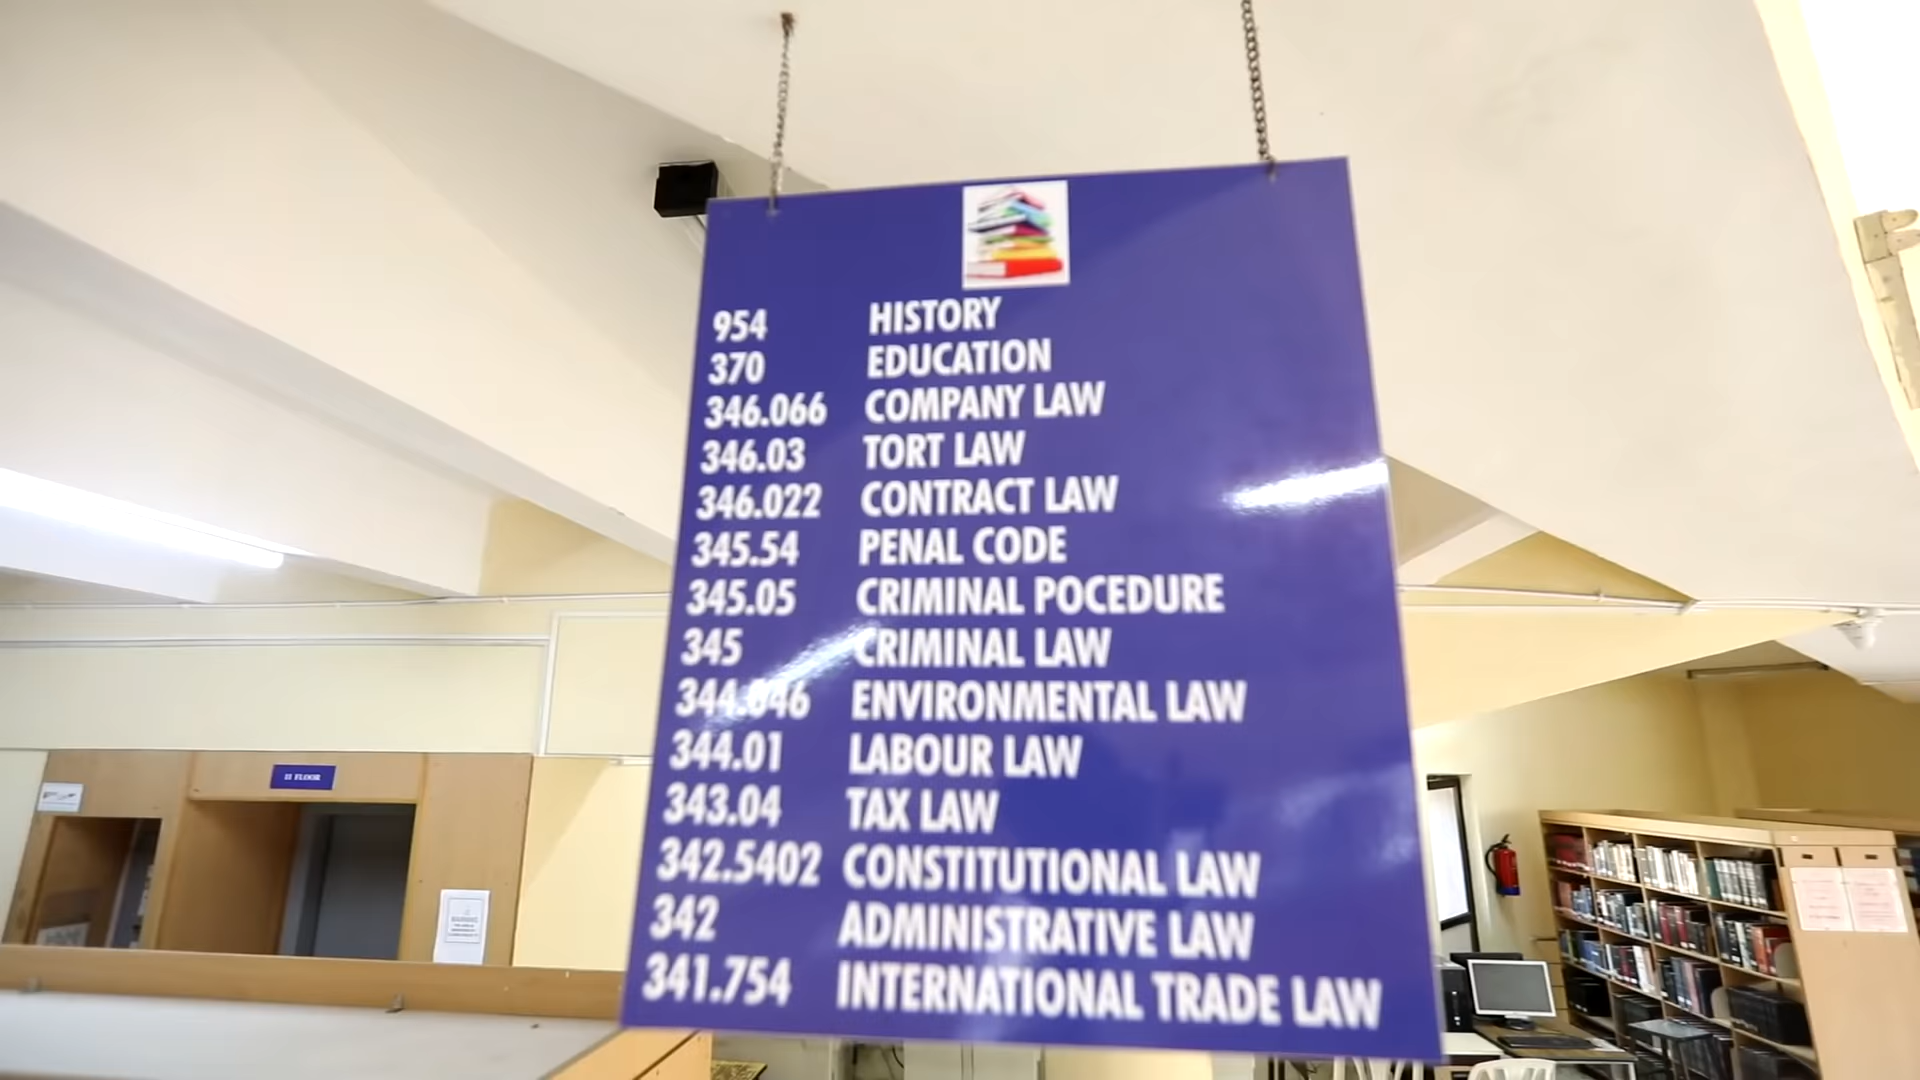 954 HISTORY
370 EDUCATION
346.066 COMPANY LAW
346.03 TORT LAW
346.022 CONTRACT LAW
345.54 PENAL CODE
345.05 CRIMINAL POCEDURE
345 CRIMINAL LAW
344.046 ENVIRONMENTAL LAW
344.01 LABOUR LAW
343.04 TAX LAW
342.5402 CONSTITUTIONAL LAW
342 ADMINISTRATIVE LAW
341.754 INTERNATIONAL TRADE LAW
II FLOOR